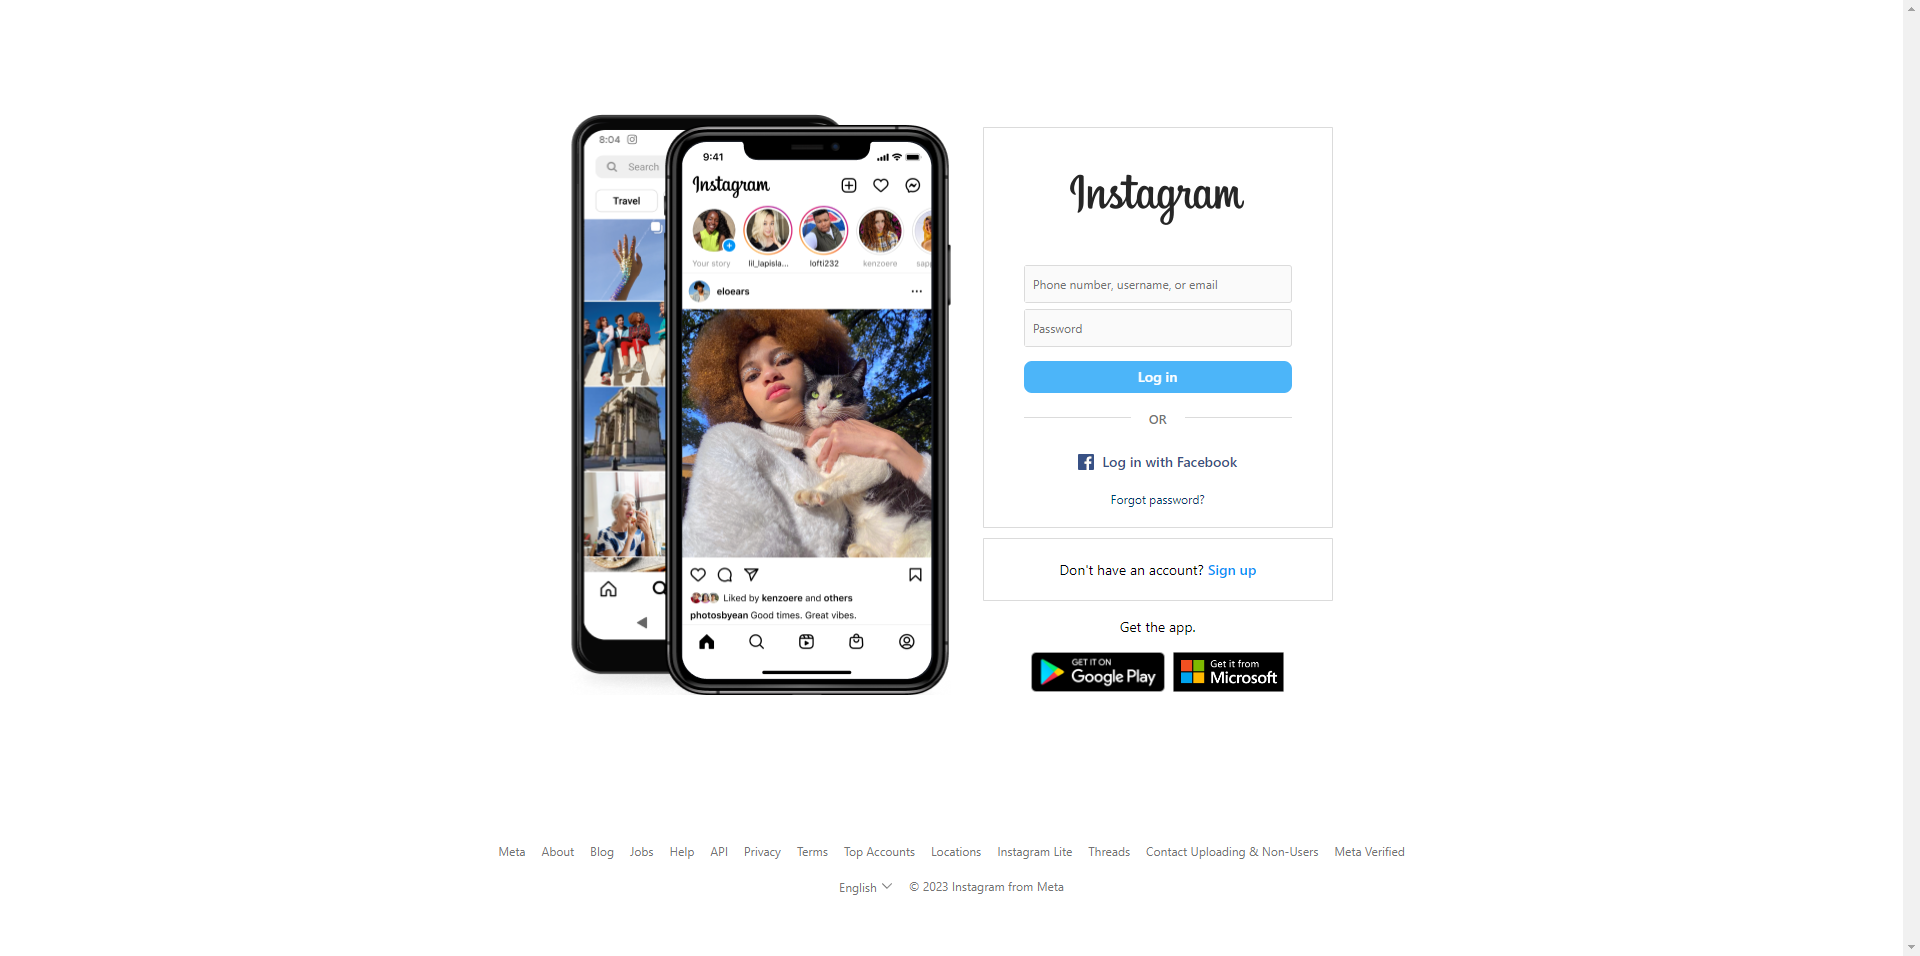 8:04
Search
Travel
9:41
Instagram
Your story
lil_lapisla...
lofti232
kenzoere
sapp
eloears
Liked by kenzoere and others
photosbyean Good times. Great vibes.
Instagram
Phone number, username, or email
Password
Log in
OR
Log in with Facebook
Forgot password?
Don't have an account? Sign up
Get the app.
GET IT ON
Google Play
Get it from
Microsoft
Meta About Blog Jobs Help API Privacy Terms Top Accounts Locations Instagram Lite Threads Contact Uploading & Non-Users Meta Verified
English © 2023 Instagram from Meta